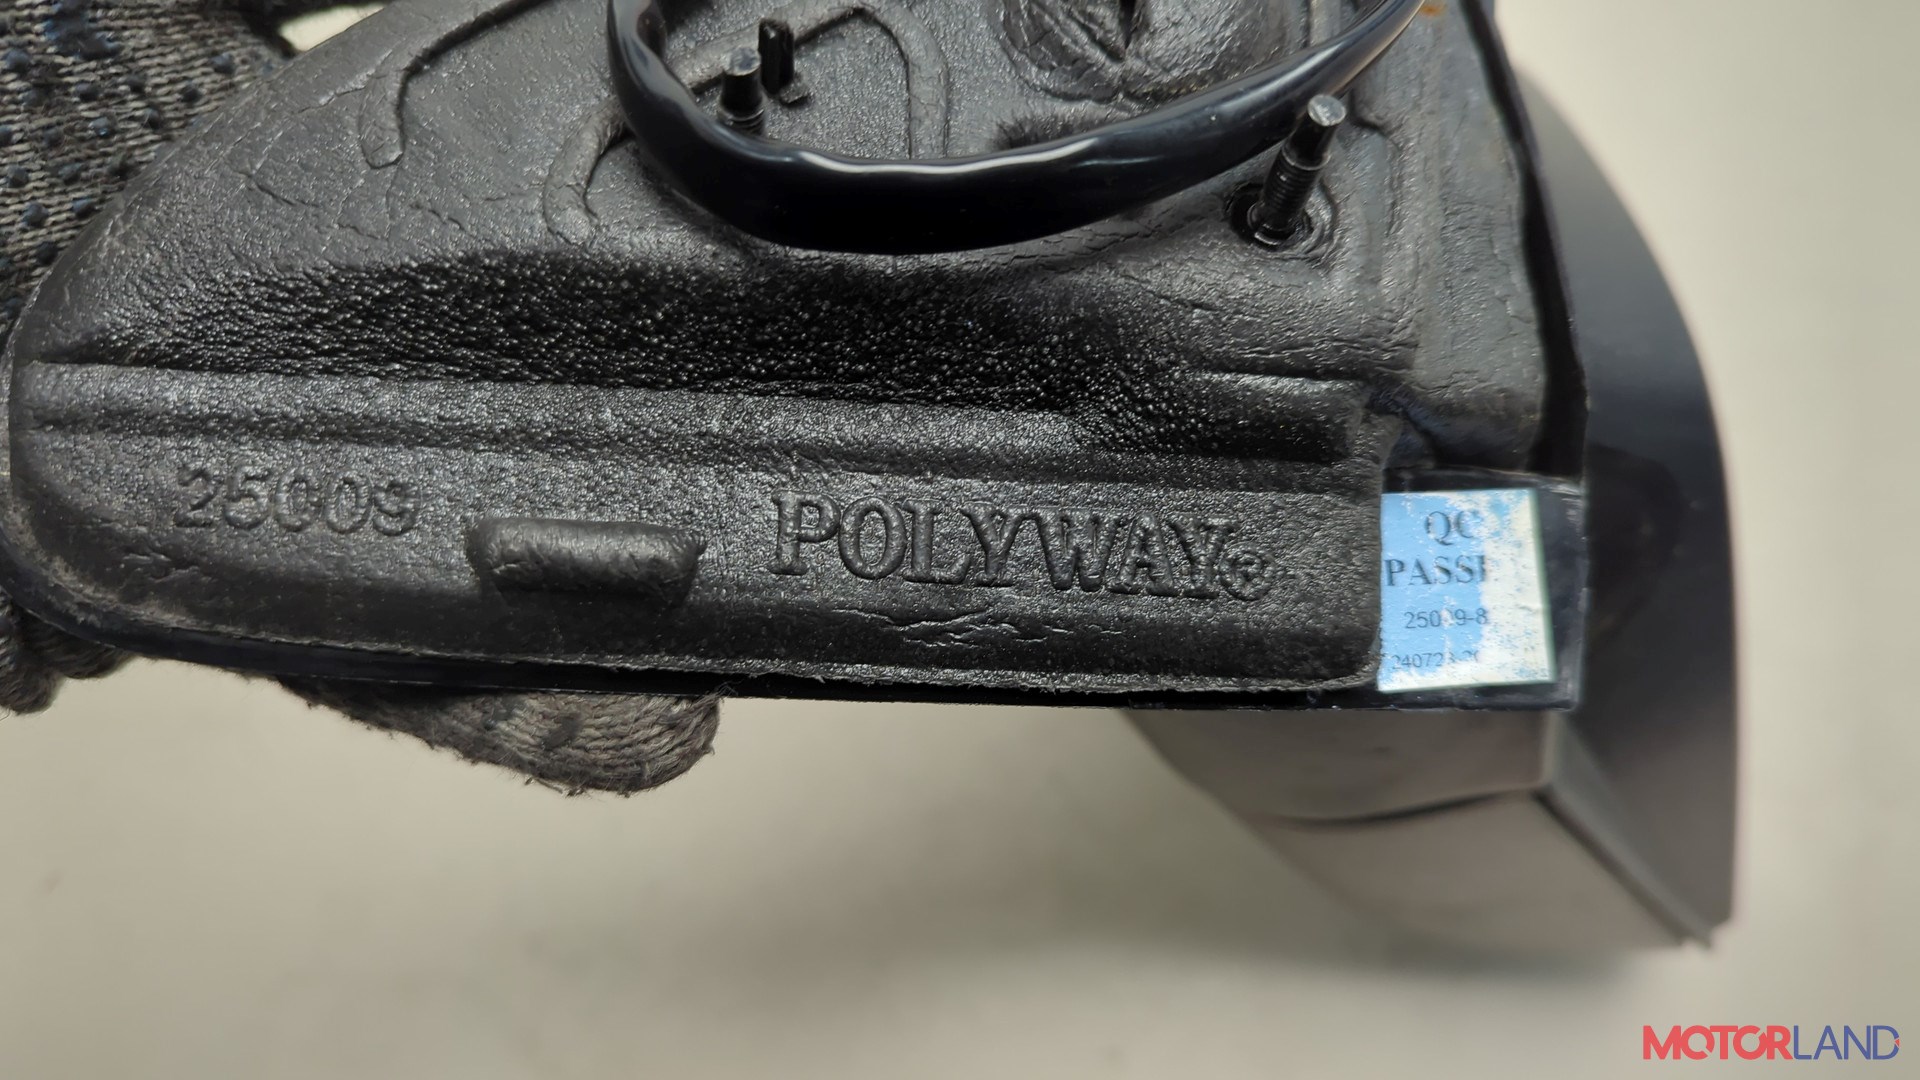 25009
POLYWAY®
QC
PASSE
MOTORLAND